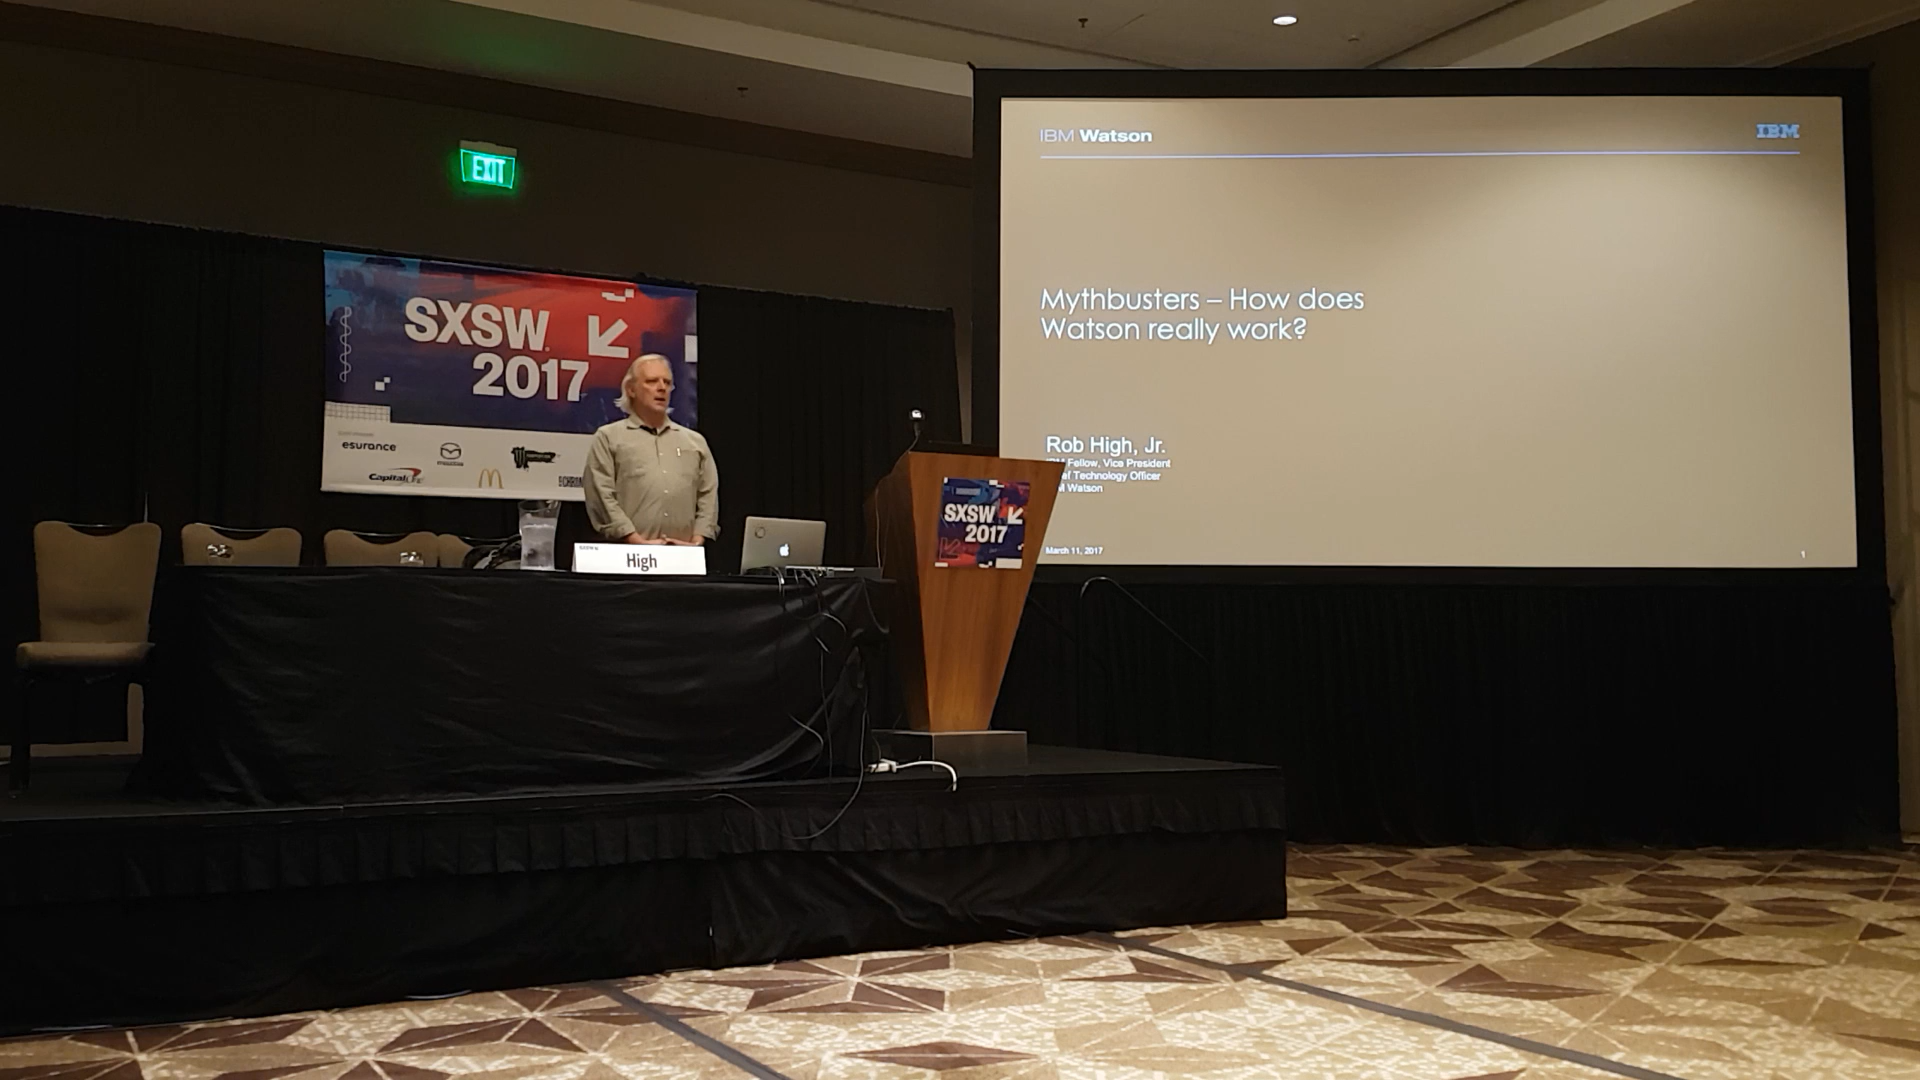 EXIT
SXSW
2017
esurance
mazda
Capital One
High
SXSW
2017
IBM Watson
IBM
Mythbusters – How does
Watson really work?
Rob High, Jr.
Fellow, Vice President
Technology Officer
Watson
March 11, 2017
1